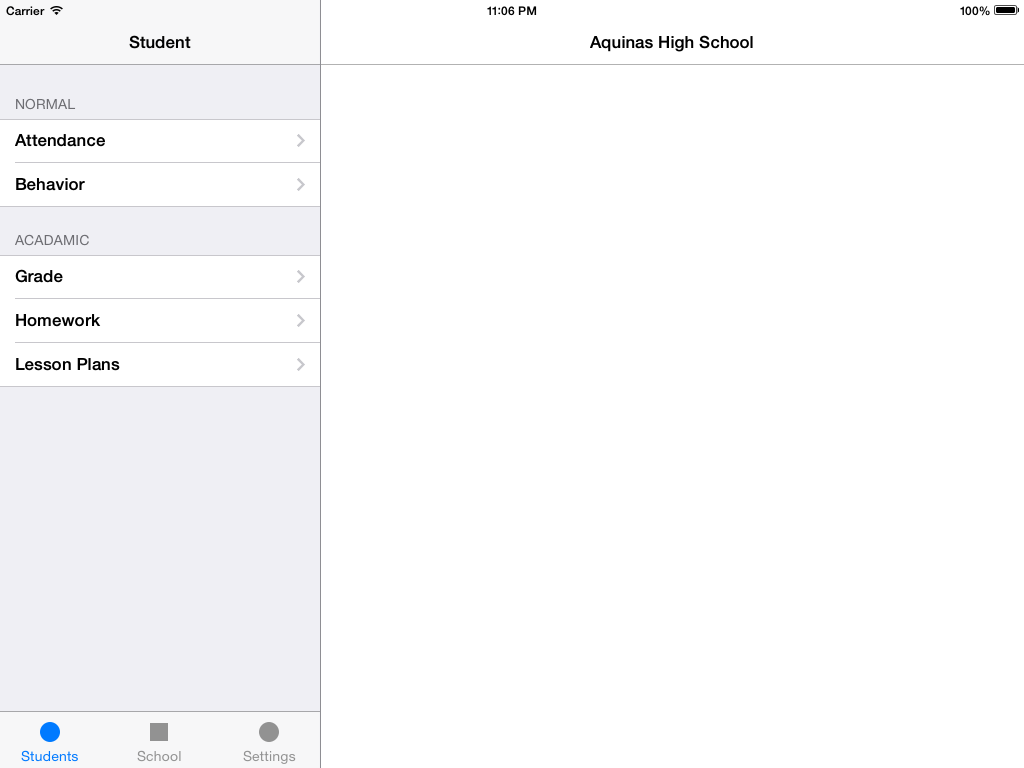 Carrier 11:06 PM 100%
Student Aquinas High School
NORMAL
Attendance
Behavior
ACADAMIC
Grade
Homework
Lesson Plans
Students School Settings